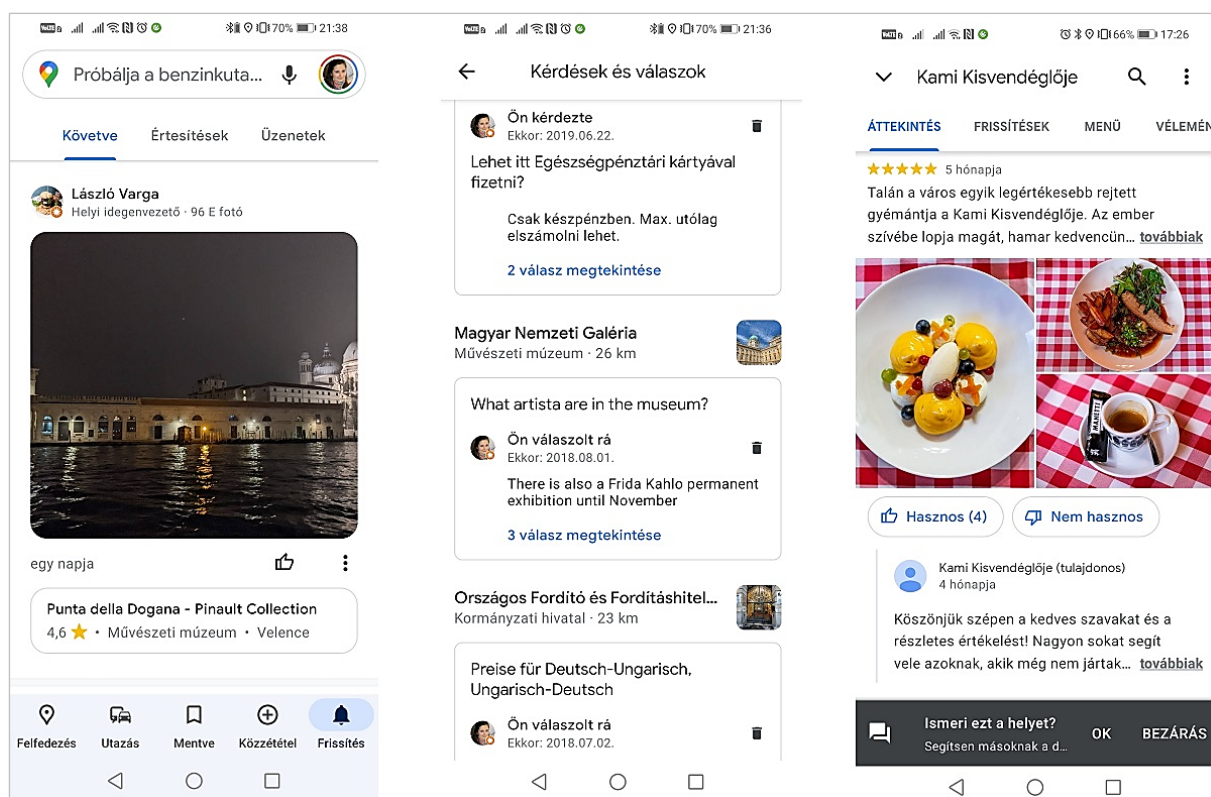 70% 21:38
Próbálja a benzinkuta...
Követve Értesítések Üzenetek
László Varga
Helyi idegenvezető · 96 E fotó
egy napja
Punta della Dogana - Pinault Collection
4,6 ★ • Művészeti múzeum • Velence
Felfedezés Utazás Mentve Közzététel Frissítés
70% 21:36
Kérdések és válaszok
Ön kérdezte
Ekkor: 2019.06.22.
Lehet itt Egészségpénztári kártyával
fizetni?
Csak készpénzben. Max. utólag
elszámolni lehet.
2 válasz megtekintése
Magyar Nemzeti Galéria
Művészeti múzeum · 26 km
What artista are in the museum?
Ön válaszolt rá
Ekkor: 2018.08.01.
There is also a Frida Kahlo permanent
exhibition until November
3 válasz megtekintése
Országos Fordító és Fordításhitel...
Kormányzati hivatal · 23 km
Preise für Deutsch-Ungarisch,
Ungarisch-Deutsch
Ön válaszolt rá
Ekkor: 2018.07.02.
66% 17:26
Kami Kisvendéglője
ÁTTEKINTÉS FRISSÍTÉSEK MENÜ VÉLEMÉN
★★★★★ 5 hónapja
Talán a város egyik legértékesebb rejtett
gyémántja a Kami Kisvendéglője. Az ember
szívébe lopja magát, hamar kedvencün... továbbiak
Hasznos (4) Nem hasznos
Kami Kisvendéglője (tulajdonos)
4 hónapja
Köszönjük szépen a kedves szavakat és a
részletes értékelést! Nagyon sokat segít
vele azoknak, akik még nem jártak... továbbiak
Ismeri ezt a helyet?
Segítsen másoknak a d...
OK BEZÁRÁS